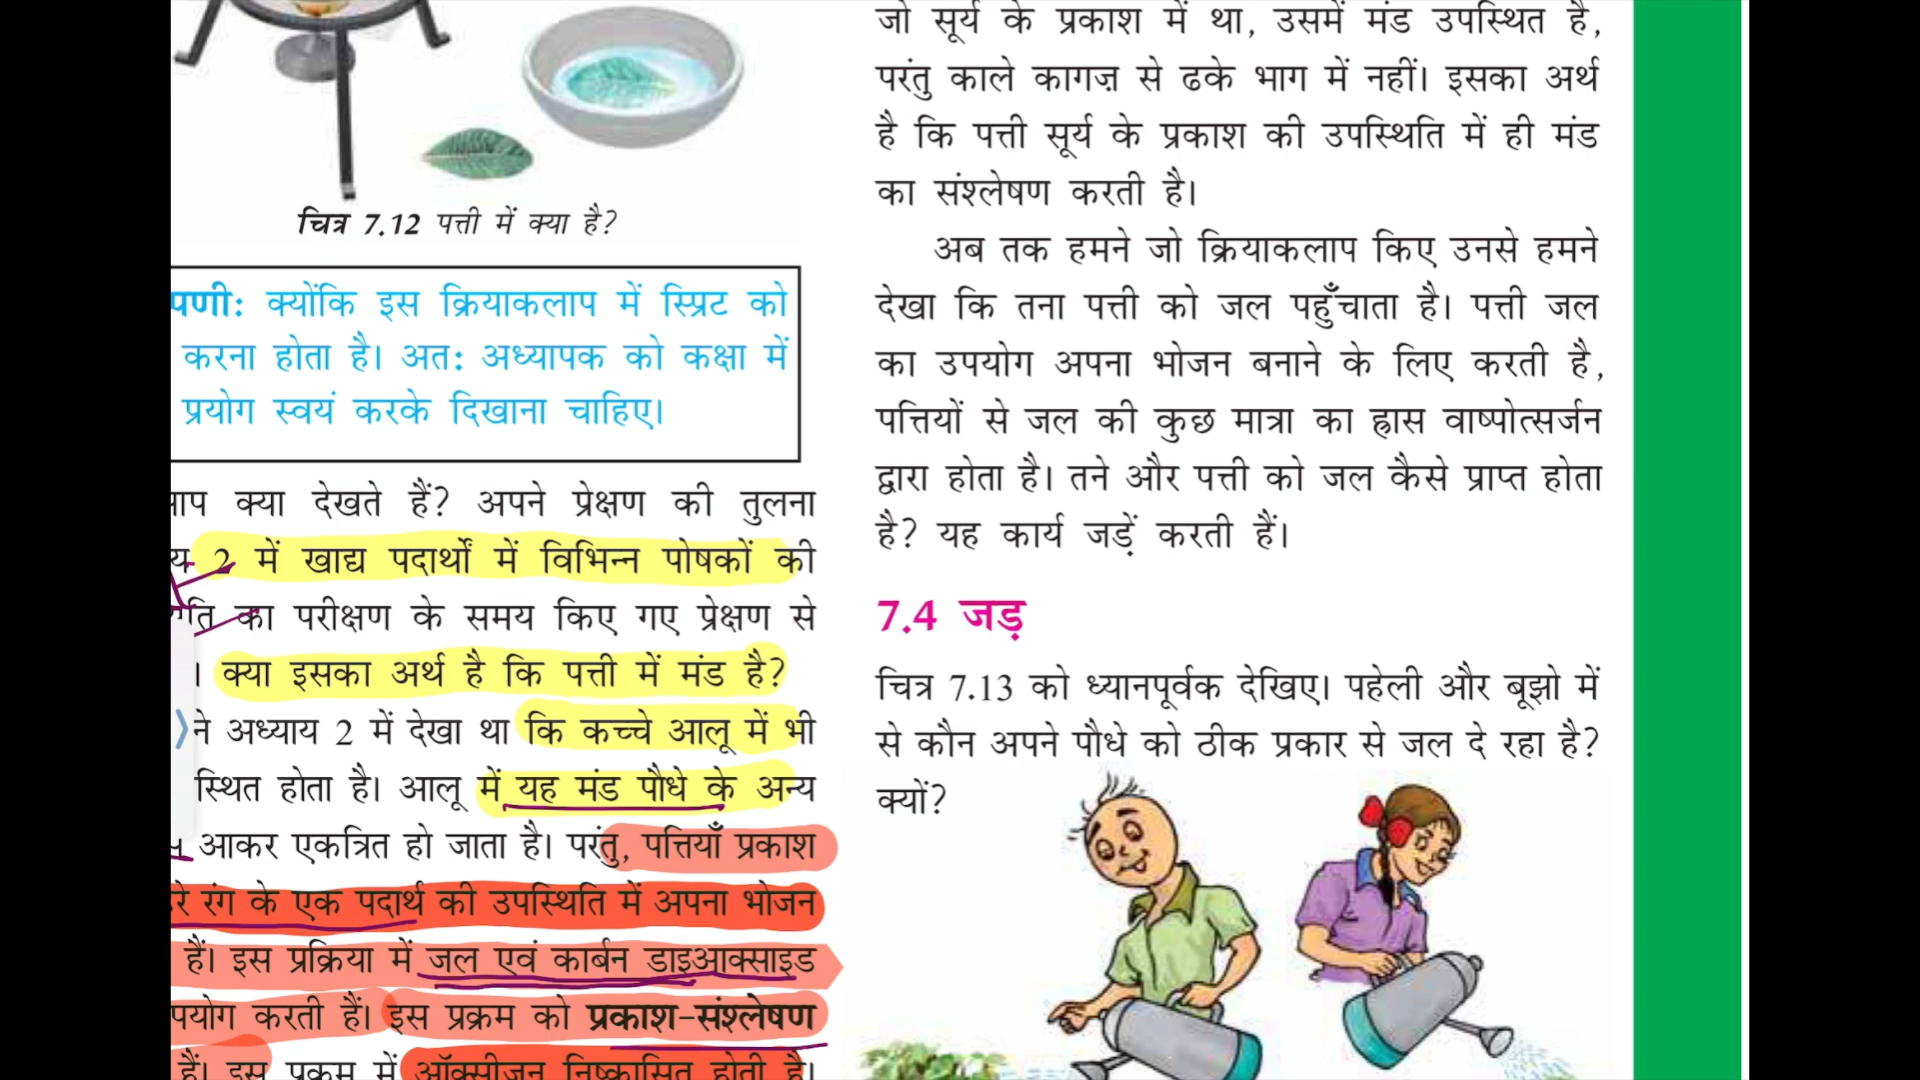 चित्र 7.12 पत्ती में क्या है?
पणी: क्योंकि इस क्रियाकलाप में स्प्रिट को
करना होता है। अत: अध्यापक को कक्षा में
प्रयोग स्वयं करके दिखाना चाहिए।
आप क्या देखते हैं? अपने प्रेक्षण की तुलना
य 2 में खाद्य पदार्थों में विभिन्न पोषकों की
का परीक्षण के समय किए गए प्रेक्षण से
। क्या इसका अर्थ है कि पत्ती में मंड है?
ने अध्याय 2 में देखा था कि कच्चे आलू में भी
स्थित होता है। आलू में यह मंड पौधे के अन्य
आकर एकत्रित हो जाता है। परंतु, पत्तियाँ प्रकाश
रे रंग के एक पदार्थ की उपस्थिति में अपना भोजन
हैं। इस प्रक्रिया में जल एवं कार्बन डाइआक्साइड
पयोग करती हैं। इस प्रक्रम को प्रकाश-संश्लेषण
हैं। इस प्रक्रम में ऑक्सीजन निष्कासित होती है।
जो सूर्य के प्रकाश में था, उसमें मंड उपस्थित है,
परंतु काले कागज़ से ढके भाग में नहीं। इसका अर्थ
है कि पत्ती सूर्य के प्रकाश की उपस्थिति में ही मंड
का संश्लेषण करती है।
अब तक हमने जो क्रियाकलाप किए उनसे हमने
देखा कि तना पत्ती को जल पहुँचाता है। पत्ती जल
का उपयोग अपना भोजन बनाने के लिए करती है,
पत्तियों से जल की कुछ मात्रा का ह्रास वाष्पोत्सर्जन
द्वारा होता है। तने और पत्ती को जल कैसे प्राप्त होता
है? यह कार्य जड़ें करती हैं।
7.4 जड़
चित्र 7.13 को ध्यानपूर्वक देखिए। पहेली और बूझो में
से कौन अपने पौधे को ठीक प्रकार से जल दे रहा है?
क्यों?